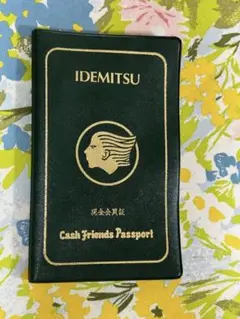 IDEMITSU
現金会員証
Cash Friends Passport